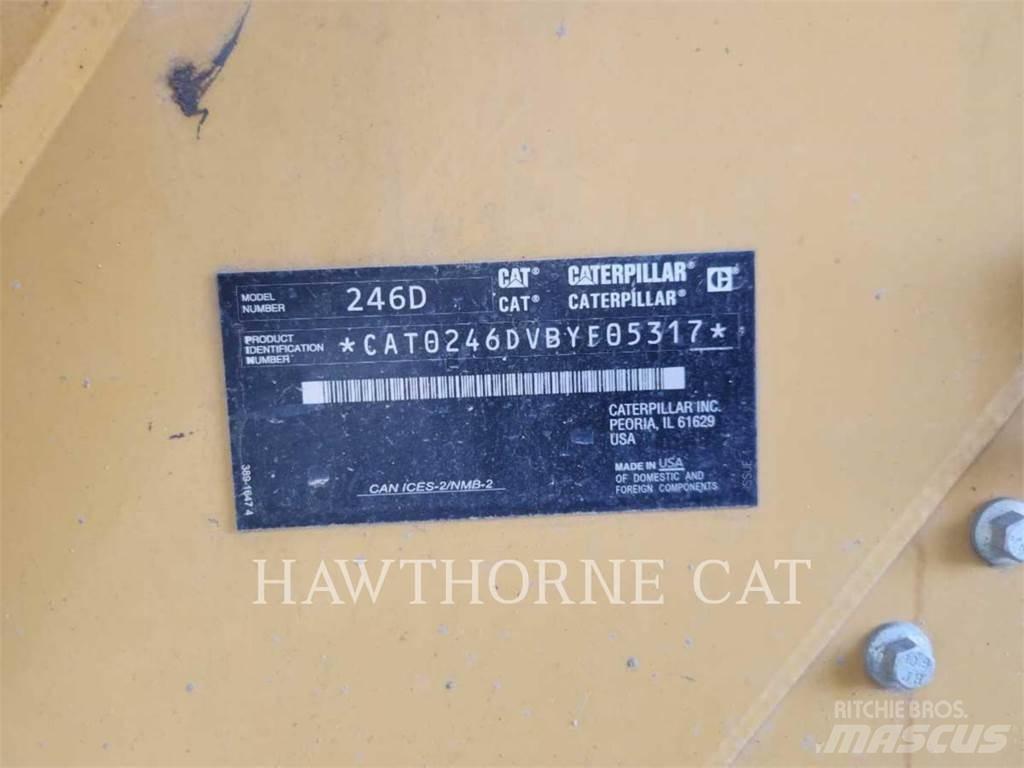 MODEL NUMBER 246D
CAT® CATERPILLAR® C®
CAT® CATERPILLAR®
PRODUCT IDENTIFICATION NUMBER *CAT0246DVBYF05317*
CATERPILLAR INC.
PEORIA, IL 61629
USA
MADE IN USA
OF DOMESTIC AND
FOREIGN COMPONENTS
CAN ICES-2/NMB-2
389-1647 4
ISSUE
HAWTHORNE CAT
RITCHIE BROS.
MASCUS